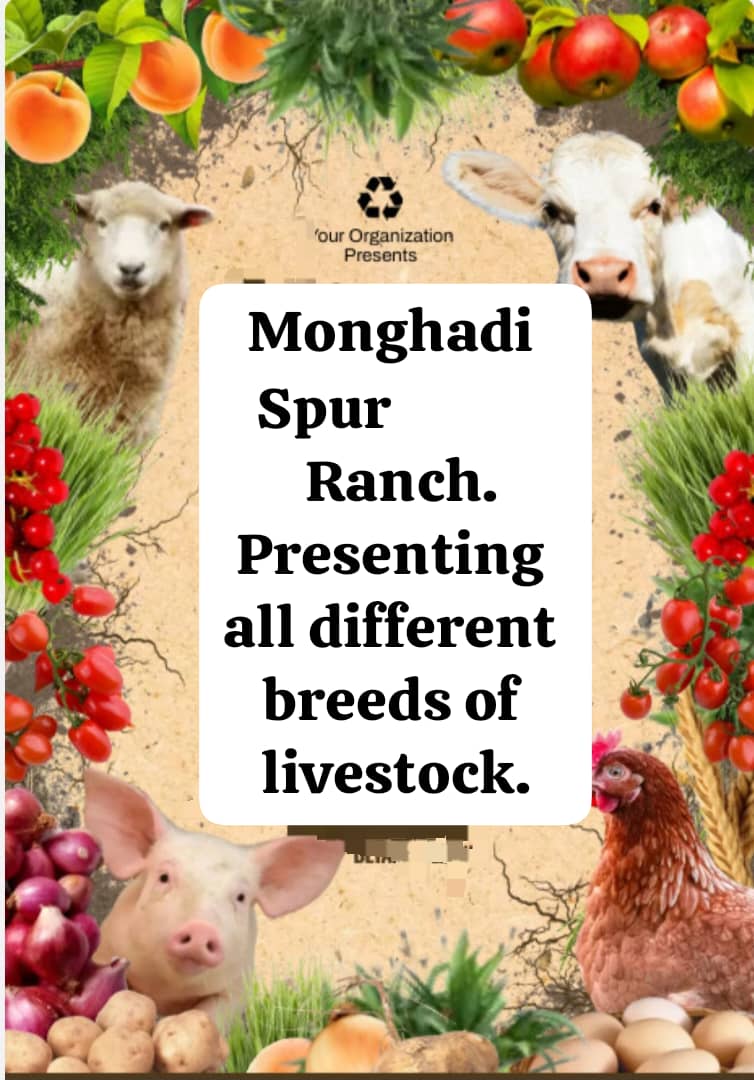 our Organization
Presents
Monghadi
Spur
Ranch.
Presenting
all different
breeds of
livestock.